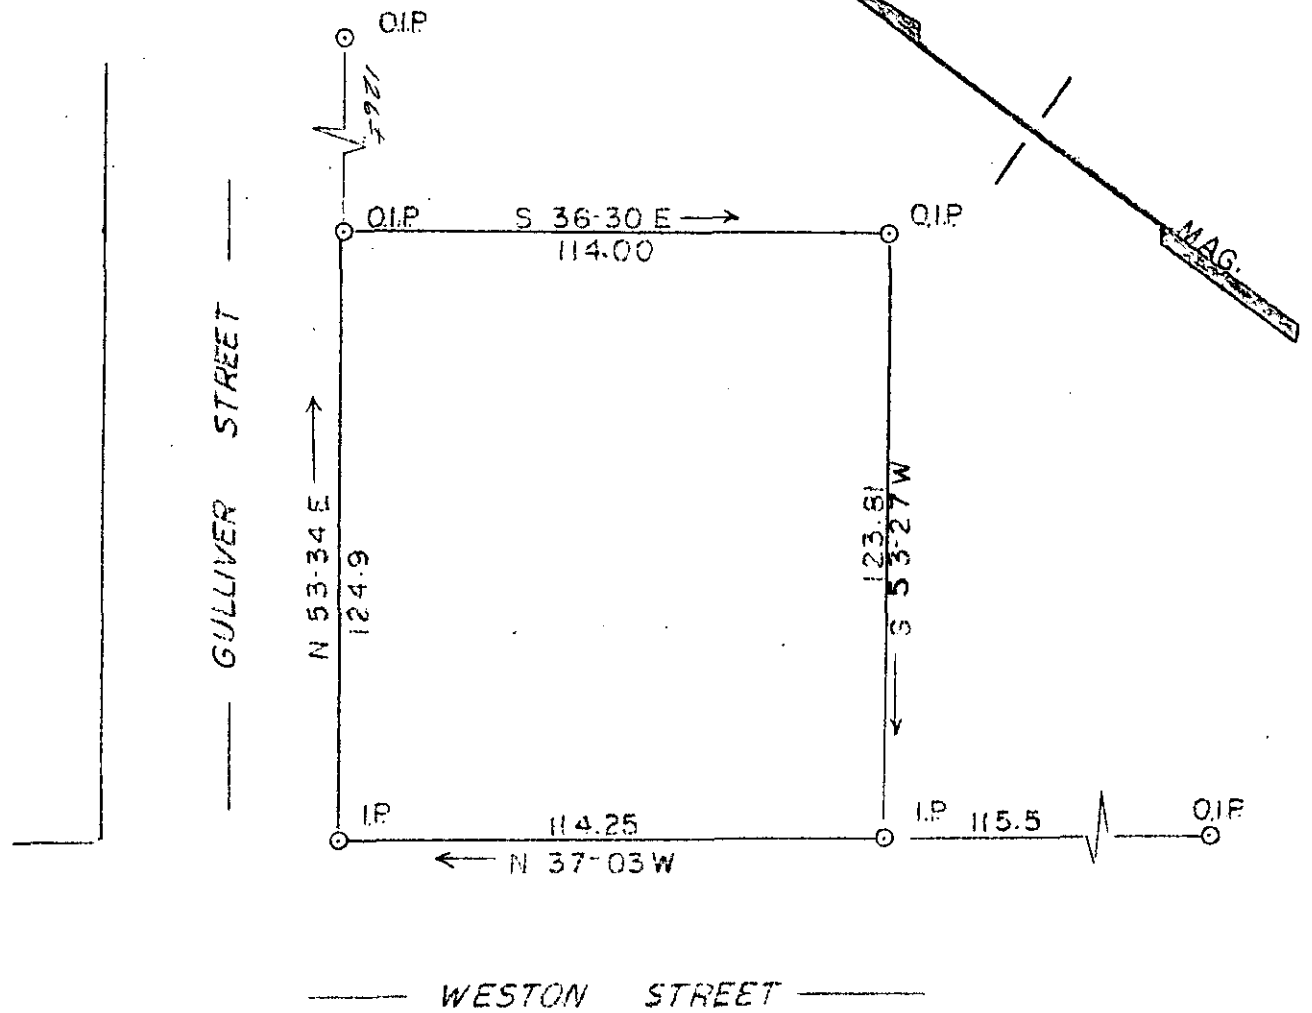 O.I.P.
126.5
MAG.
O.I.P.
S 36-30 E
O.I.P.
114.00
GULLIVER STREET
N 53-34 E
124.9
123.81
S 53-27 W
I.P.
114.25
N 37-03 W
I.P.
115.5
O.I.P.
WESTON STREET